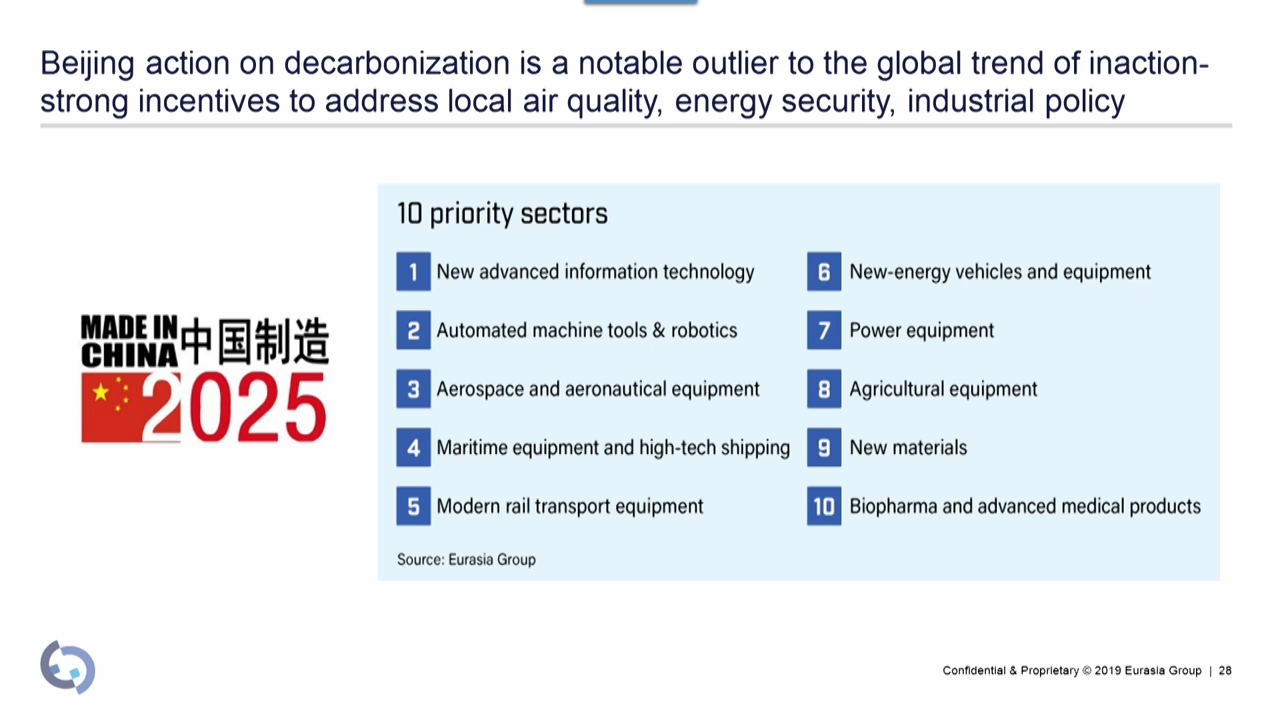 Beijing action on decarbonization is a notable outlier to the global trend of inaction-
strong incentives to address local air quality, energy security, industrial policy
MADE IN
CHINA
中国制造
2025
10 priority sectors
1 New advanced information technology
2 Automated machine tools & robotics
3 Aerospace and aeronautical equipment
4 Maritime equipment and high-tech shipping
5 Modern rail transport equipment
6 New-energy vehicles and equipment
7 Power equipment
8 Agricultural equipment
9 New materials
10 Biopharma and advanced medical products
Source: Eurasia Group
Confidential & Proprietary © 2019 Eurasia Group | 28